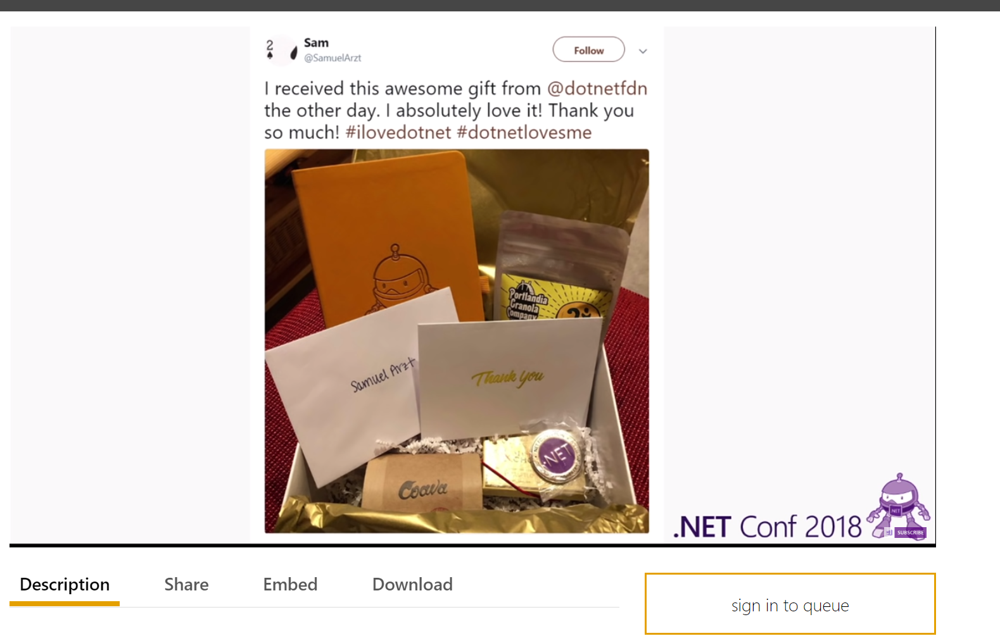 2
Sam
@SamuelArzt
Follow
I received this awesome gift from @dotnetfdn
the other day. I absolutely love it! Thank you
so much! #ilovedotnet #dotnetlovesme
Portlandia
Granola
Company
Samuel Arzt
Thank you
.NET
Coava
.NET Conf 2018
.NET
SUBSCRIBE
Description
Share
Embed
Download
sign in to queue